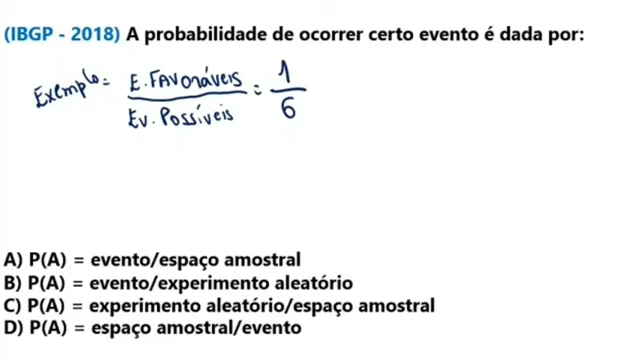 (IBGP - 2018) A probabilidade de ocorrer certo evento é dada por:
Exemplo = E. FAVORÁVEIS / Ev. Possíveis = 1 / 6
A) P(A) = evento/espaço amostral
B) P(A) = evento/experimento aleatório
C) P(A) = experimento aleatório/espaço amostral
D) P(A) = espaço amostral/evento